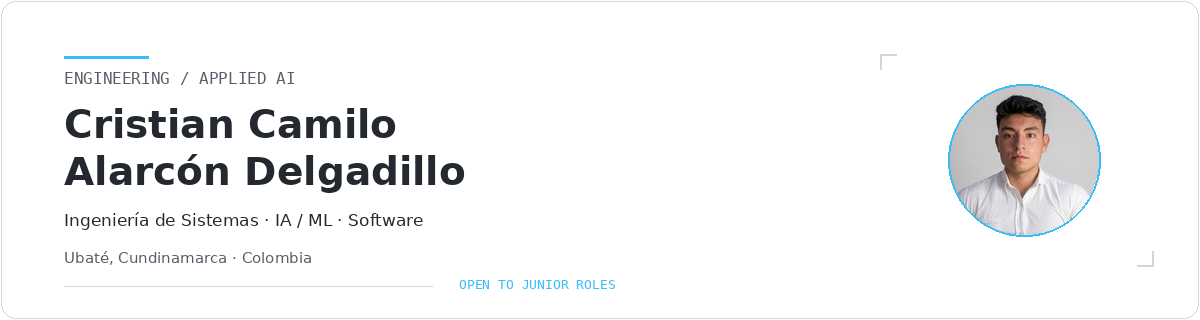 ENGINEERING / APPLIED AI
Cristian Camilo
Alarcón Delgadillo
Ingeniería de Sistemas · IA / ML · Software
Ubaté, Cundinamarca · Colombia
OPEN TO JUNIOR ROLES